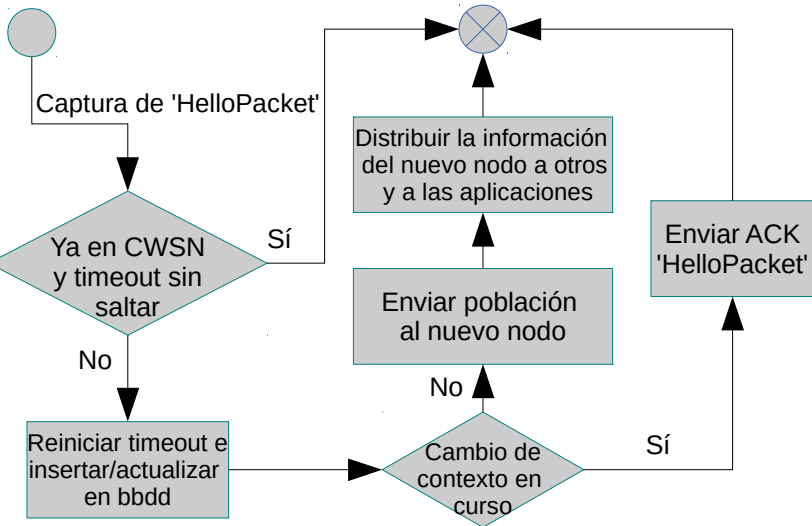 Captura de 'HelloPacket'
Ya en CWSN
y timeout sin
saltar
Sí
No
Reiniciar timeout e
insertar/actualizar
en bbdd
Cambio de
contexto en
curso
No
Enviar población
al nuevo nodo
Distribuir la información
del nuevo nodo a otros
y a las aplicaciones
Sí
Enviar ACK
'HelloPacket'